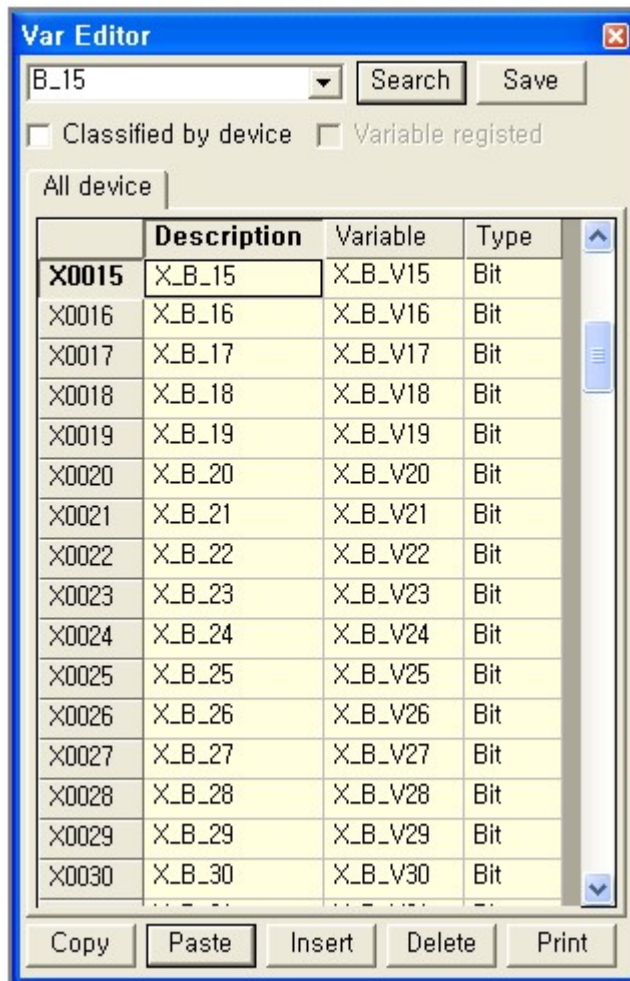 Var Editor
B_15 Search Save
Classified by device Variable registed
All device
Description Variable Type
X0015 X_B_15 X_B_V15 Bit
X0016 X_B_16 X_B_V16 Bit
X0017 X_B_17 X_B_V17 Bit
X0018 X_B_18 X_B_V18 Bit
X0019 X_B_19 X_B_V19 Bit
X0020 X_B_20 X_B_V20 Bit
X0021 X_B_21 X_B_V21 Bit
X0022 X_B_22 X_B_V22 Bit
X0023 X_B_23 X_B_V23 Bit
X0024 X_B_24 X_B_V24 Bit
X0025 X_B_25 X_B_V25 Bit
X0026 X_B_26 X_B_V26 Bit
X0027 X_B_27 X_B_V27 Bit
X0028 X_B_28 X_B_V28 Bit
X0029 X_B_29 X_B_V29 Bit
X0030 X_B_30 X_B_V30 Bit
Copy Paste Insert Delete Print